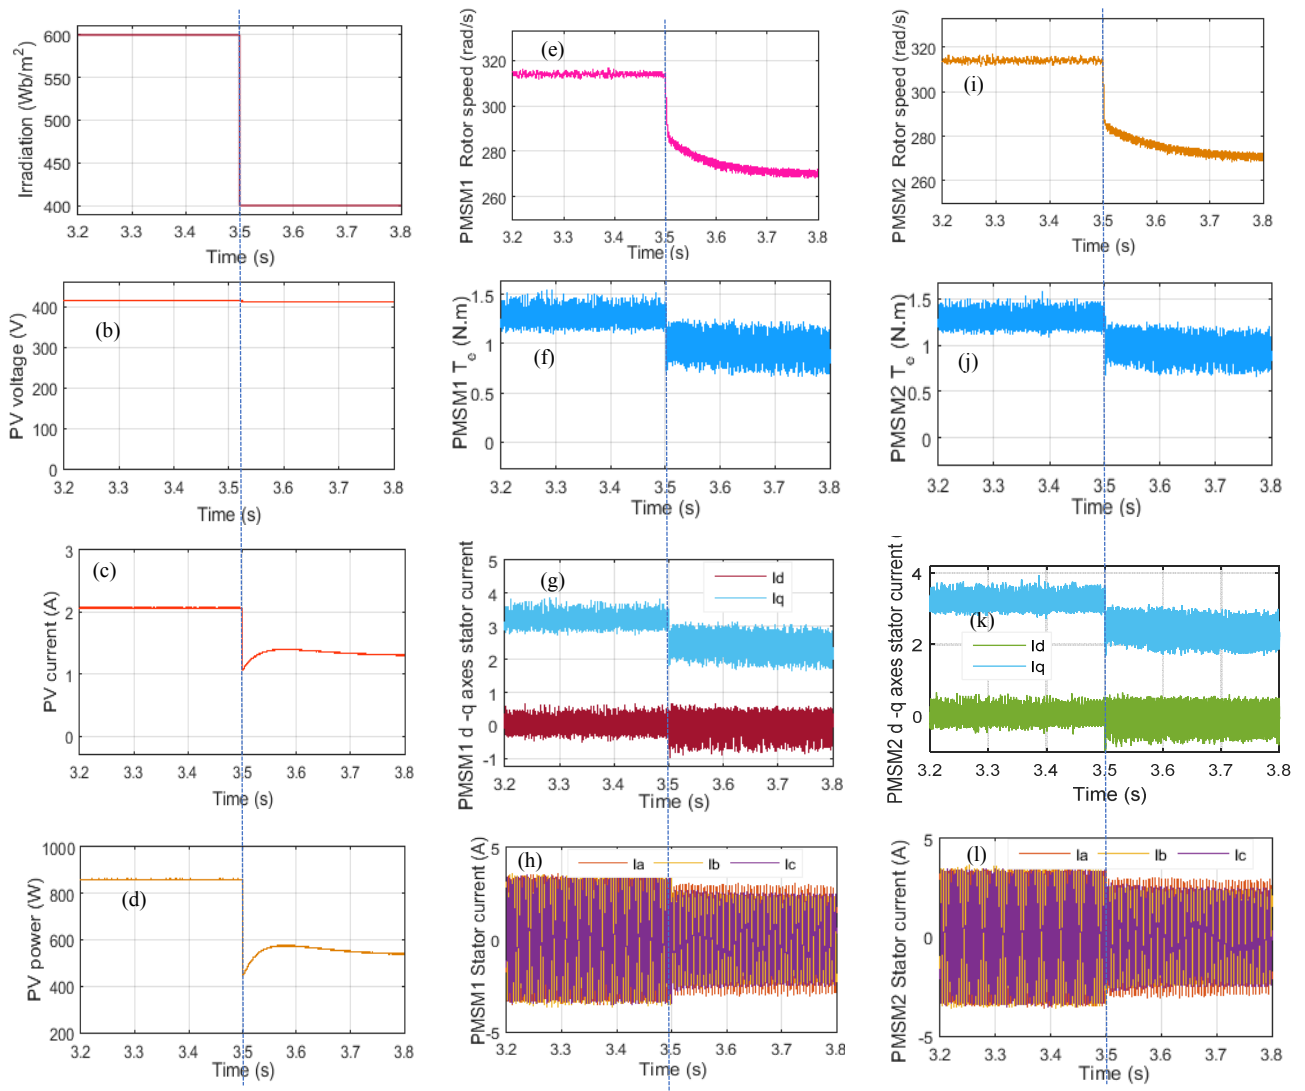 Irradiation (Wb/m²)
600
550
500
450
400
3.2 3.3 3.4 3.5 3.6 3.7 3.8
Time (s)
(e)
PMSM1 Rotor speed (rad/s)
320
300
280
260
3.2 3.3 3.4 3.5 3.6 3.7 3.8
Time (s)
(i)
PMSM2 Rotor speed (rad/s)
320
300
280
260
3.2 3.3 3.4 3.5 3.6 3.7 3.8
Time (s)
(b)
PV voltage (V)
400
300
200
100
0
3.2 3.3 3.4 3.5 3.6 3.7 3.8
Time (s)
(f)
PMSM1 Te (N.m)
1.5
1
0.5
0
3.2 3.3 3.4 3.5 3.6 3.7 3.8
Time (s)
(j)
PMSM2 Te (N.m)
1.5
1
0.5
0
3.2 3.3 3.4 3.5 3.6 3.7 3.8
Time (s)
(c)
PV current (A)
3
2
1
0
3.2 3.3 3.4 3.5 3.6 3.7 3.8
Time (s)
(g)
PMSM1 d -q axes stator current
Id
Iq
5
4
3
2
1
0
-1
3.2 3.3 3.4 3.5 3.6 3.7 3.8
Time (s)
(k)
PMSM2 d -q axes stator current (
Id
Iq
4
2
0
3.2 3.3 3.4 3.5 3.6 3.7 3.8
Time (s)
(d)
PV power (W)
1000
800
600
400
200
3.2 3.3 3.4 3.5 3.6 3.7 3.8
Time (s)
(h)
PMSM1 Stator current (A)
Ia Ib Ic
5
0
-5
3.2 3.3 3.4 3.5 3.6 3.7 3.8
Time (s)
(l)
PMSM2 Stator current (A)
Ia Ib Ic
5
0
-5
3.2 3.3 3.4 3.5 3.6 3.7 3.8
Time (s)